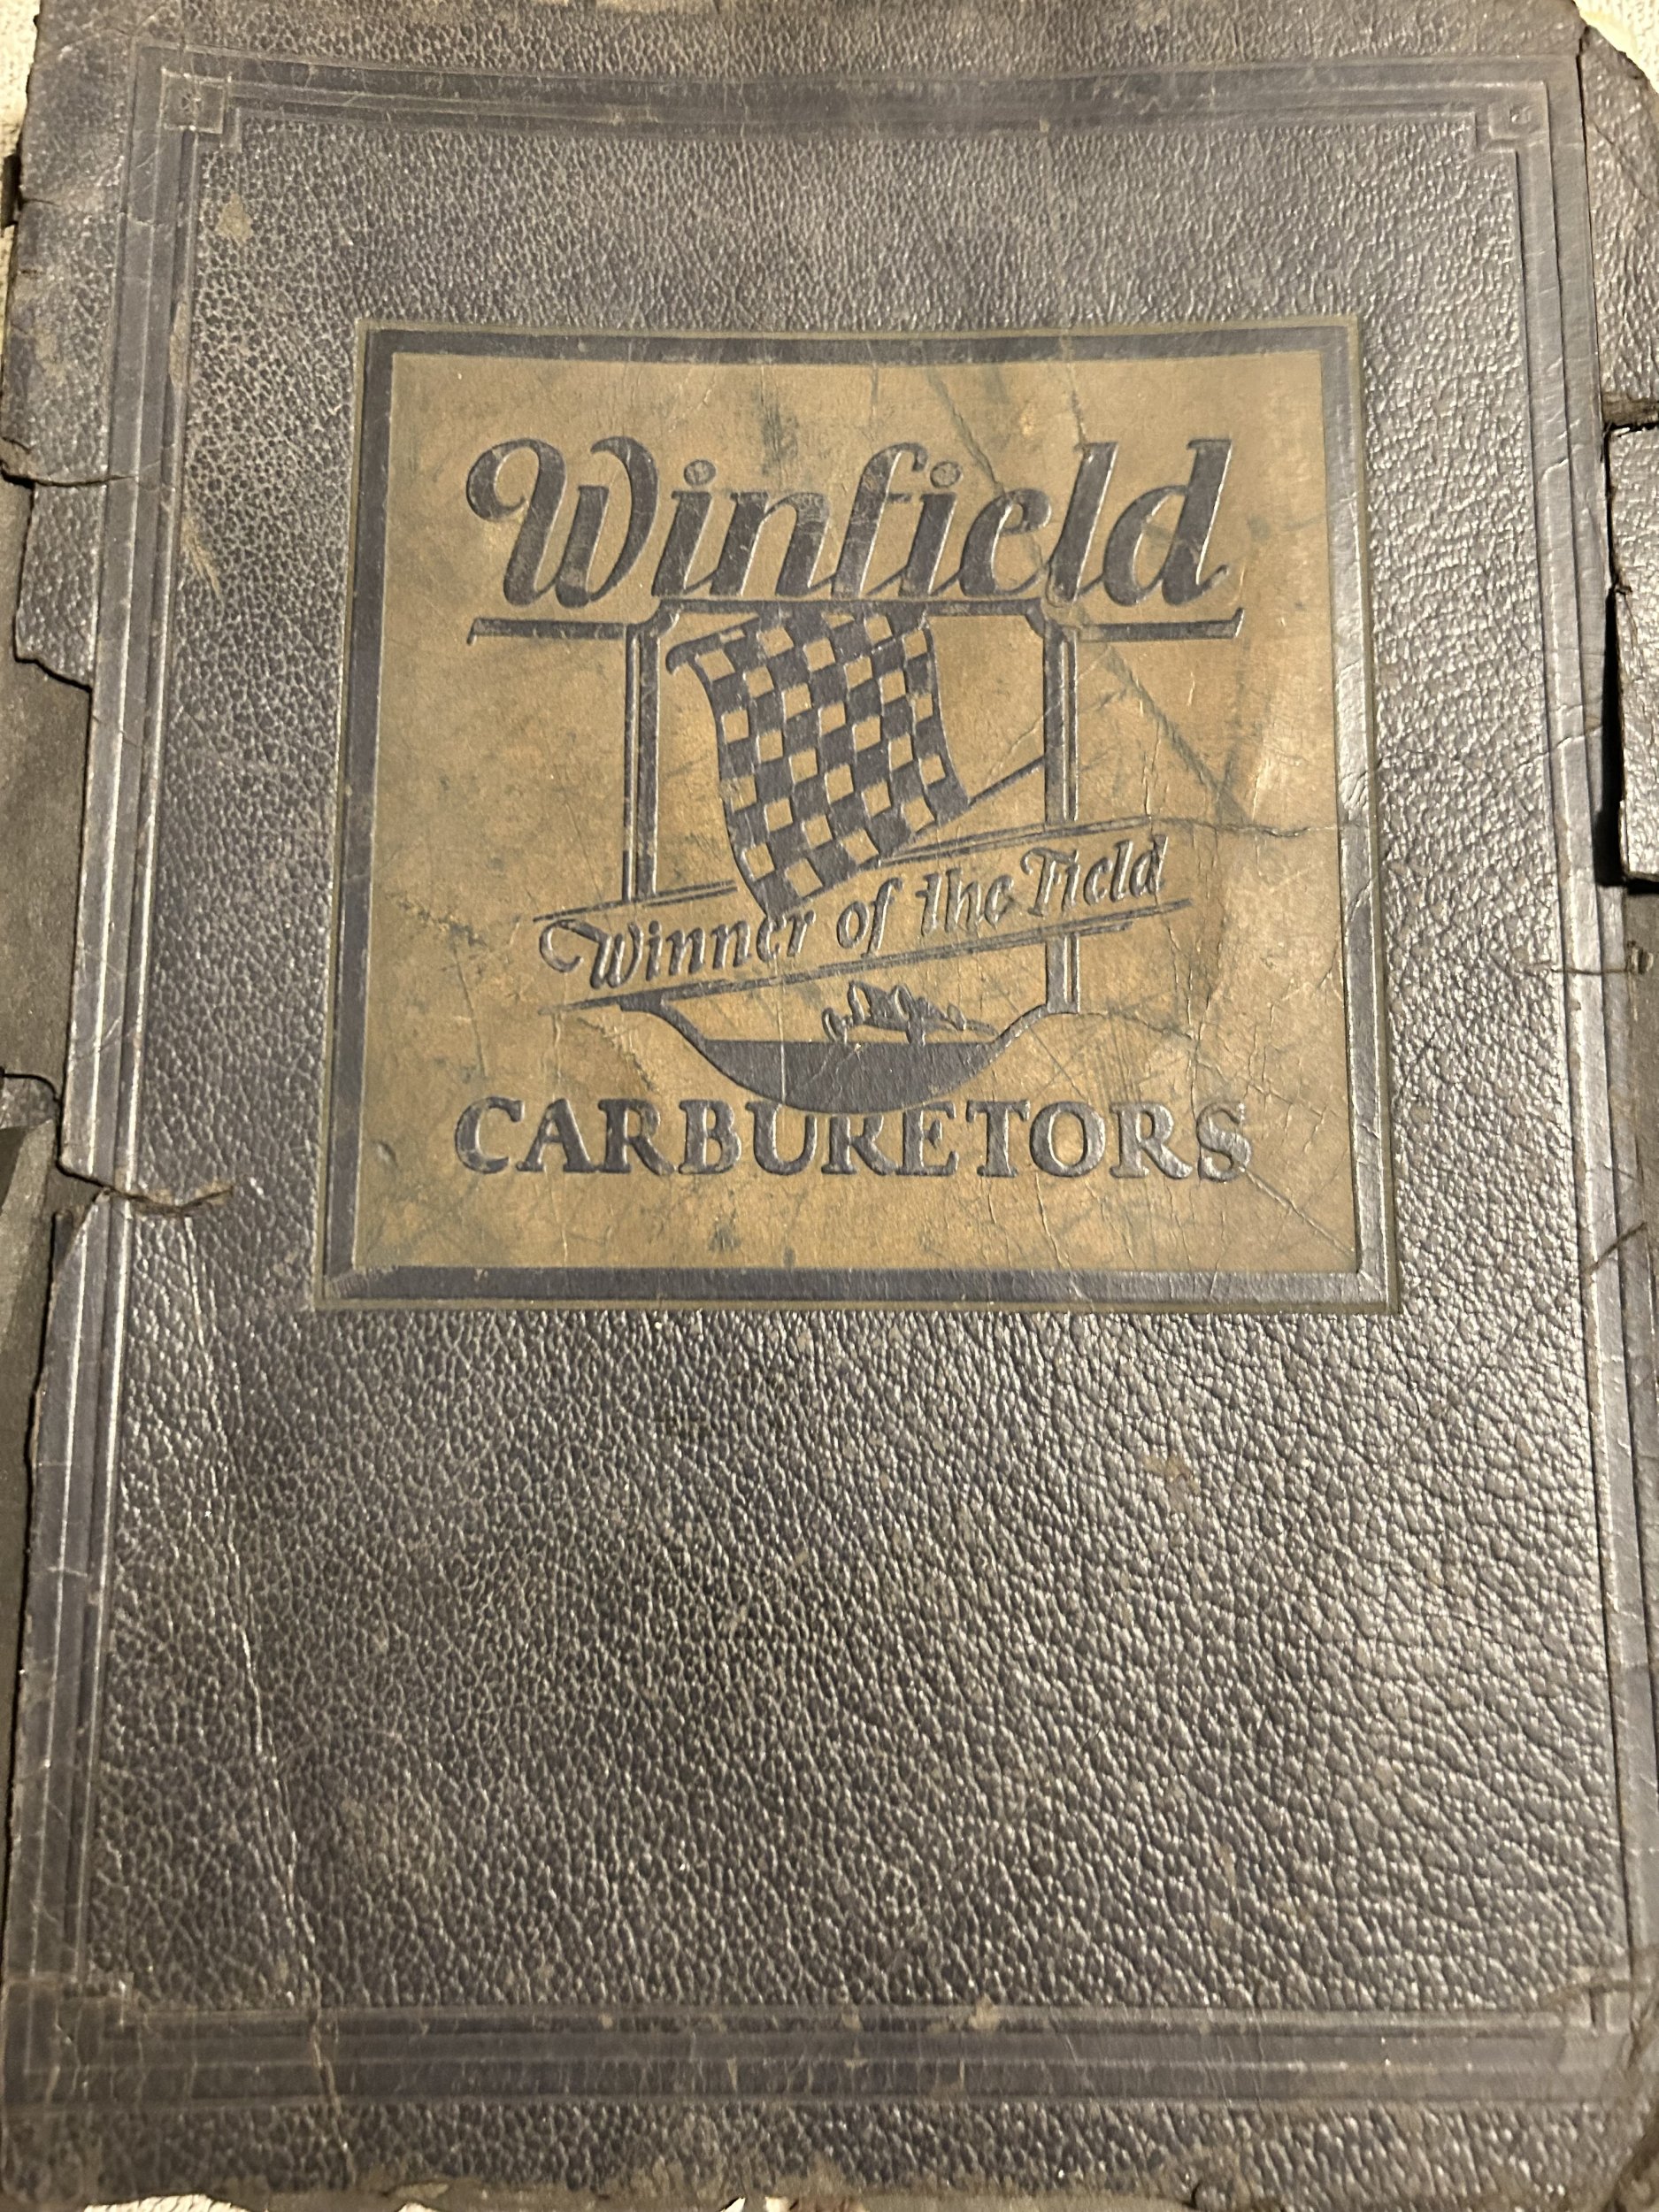 Winfield
Winner of the Field
CARBURETORS